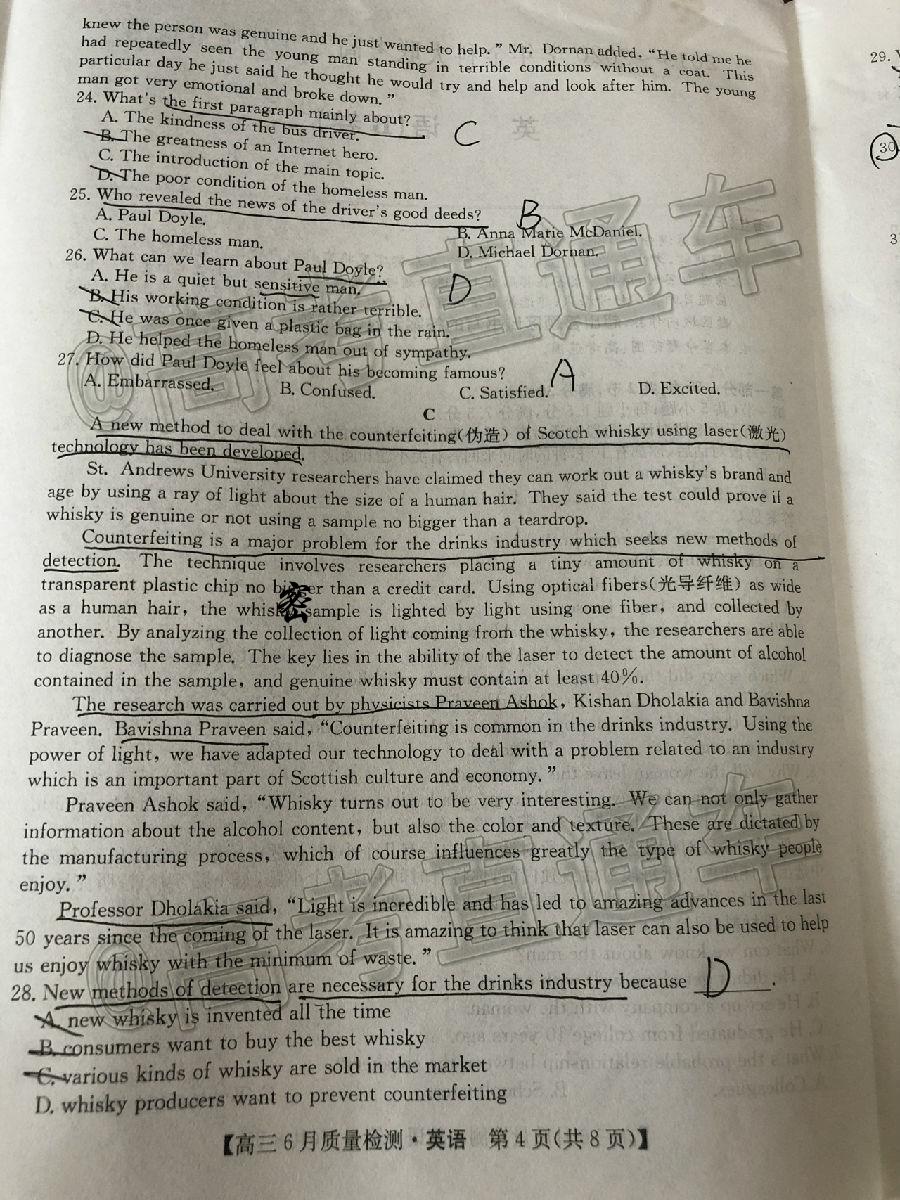 knew the person was genuine and he just wanted to help. ” Mr. Dornan added, “He told me he
had repeatedly seen the young man standing in terrible conditions without a coat. This
particular day he just said he thought he would try and help and look after him. The young
man got very emotional and broke down. ”
24. What's the first paragraph mainly about?
A. The kindness of the bus driver.
C
B. The greatness of an Internet hero.
C. The introduction of the main topic.
D. The poor condition of the homeless man.
25. Who revealed the news of the driver's good deeds?
B
A. Paul Doyle.
B. Anna Marie McDaniel.
C. The homeless man.
D. Michael Dornan.
26. What can we learn about Paul Doyle?
A. He is a quiet but sensitive man.
D
B. His working condition is rather terrible.
C. He was once given a plastic bag in the rain.
D. He helped the homeless man out of sympathy.
27. How did Paul Doyle feel about his becoming famous?
A
A. Embarrassed. B. Confused. C. Satisfied. D. Excited.
C
A new method to deal with the counterfeiting(伪造) of Scotch whisky using laser(激光)
technology has been developed.
St. Andrews University researchers have claimed they can work out a whisky's brand and
age by using a ray of light about the size of a human hair. They said the test could prove if a
whisky is genuine or not using a sample no bigger than a teardrop.
Counterfeiting is a major problem for the drinks industry which seeks new methods of
detection. The technique involves researchers placing a tiny amount of whisky on a
transparent plastic chip no bigger than a credit card. Using optical fibers(光导纤维) as wide
密
as a human hair, the whisky sample is lighted by light using one fiber, and collected by
another. By analyzing the collection of light coming from the whisky, the researchers are able
to diagnose the sample. The key lies in the ability of the laser to detect the amount of alcohol
contained in the sample, and genuine whisky must contain at least 40%.
The research was carried out by physicists Praveen Ashok, Kishan Dholakia and Bavishna
Praveen. Bavishna Praveen said, “Counterfeiting is common in the drinks industry. Using the
power of light, we have adapted our technology to deal with a problem related to an industry
which is an important part of Scottish culture and economy. ”
Praveen Ashok said, “Whisky turns out to be very interesting. We can not only gather
information about the alcohol content, but also the color and texture. These are dictated by
the manufacturing process, which of course influences greatly the type of whisky people
enjoy. ”
Professor Dholakia said, “Light is incredible and has led to amazing advances in the last
50 years since the coming of the laser. It is amazing to think that laser can also be used to help
us enjoy whisky with the minimum of waste. ”
28. New methods of detection are necessary for the drinks industry because D.
A. new whisky is invented all the time
B. consumers want to buy the best whisky
C. various kinds of whisky are sold in the market
D. whisky producers want to prevent counterfeiting
【高三6月质量检测·英语 第4页(共8页)】
@高考直通车
@高考直通车
29.
30
3